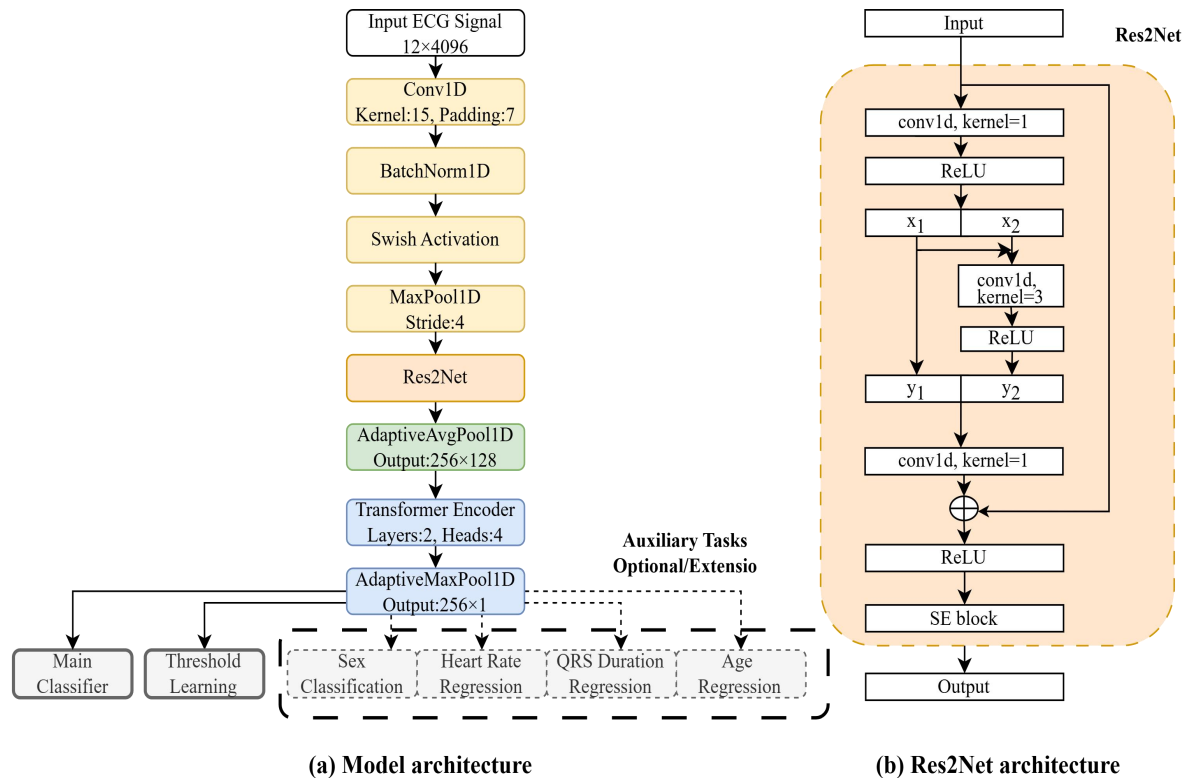 Input ECG Signal
12×4096
Conv1D
Kernel:15, Padding:7
BatchNorm1D
Swish Activation
MaxPool1D
Stride:4
Res2Net
AdaptiveAvgPool1D
Output:256×128
Transformer Encoder
Layers:2, Heads:4
AdaptiveMaxPool1D
Output:256×1
Auxiliary Tasks
Optional/Extensio
Main
Classifier
Threshold
Learning
Sex
Classification
Heart Rate
Regression
QRS Duration
Regression
Age
Regression
(a) Model architecture
Res2Net
Input
conv1d, kernel=1
ReLU
x1 x2
conv1d,
kernel=3
ReLU
y1 y2
conv1d, kernel=1
ReLU
SE block
Output
(b) Res2Net architecture